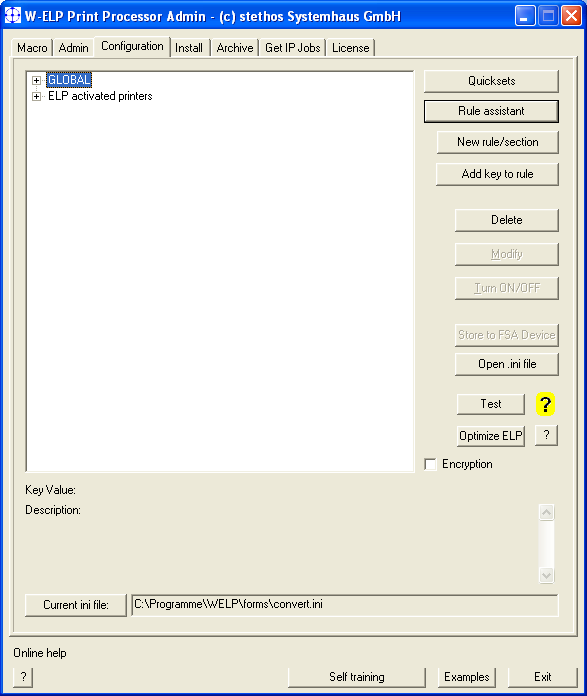 W-ELP Print Processor Admin - (c) stethos Systemhaus GmbH
Macro Admin Configuration Install Archive Get IP Jobs License
GLOBAL
ELP activated printers
Quicksets
Rule assistant
New rule/section
Add key to rule
Delete
Modify
Turn ON/OFF
Store to FSA Device
Open .ini file
Test ?
Optimize ELP ?
Encryption
Key Value:
Description:
Current ini file: C:\Programme\WELP\forms\convert.ini
Online help
? Self training Examples Exit